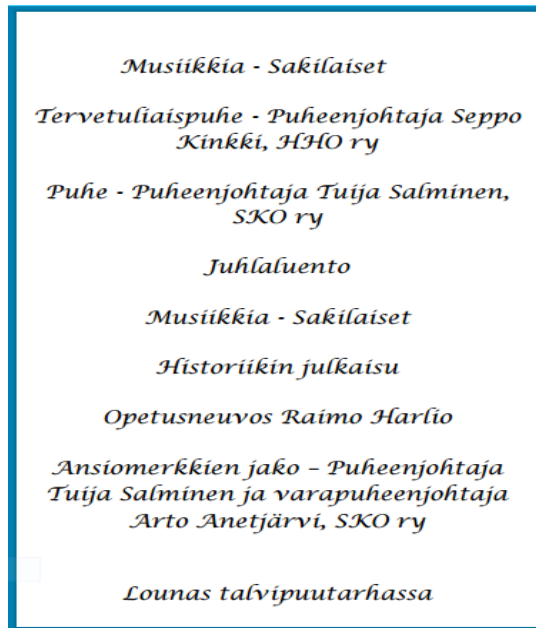 Musiikkia - Sakilaiset
Tervetuliaispuhe - Puheenjohtaja Seppo
Kinkki, HHO ry
Puhe - Puheenjohtaja Tuija Salminen,
SKO ry
Juhlaluento
Musiikkia - Sakilaiset
Historiikin julkaisu
Opetusneuvos Raimo Harlio
Ansiomerkkien jako – Puheenjohtaja
Tuija Salminen ja varapuheenjohtaja
Arto Anetjärvi, SKO ry
Lounas talvipuutarhassa